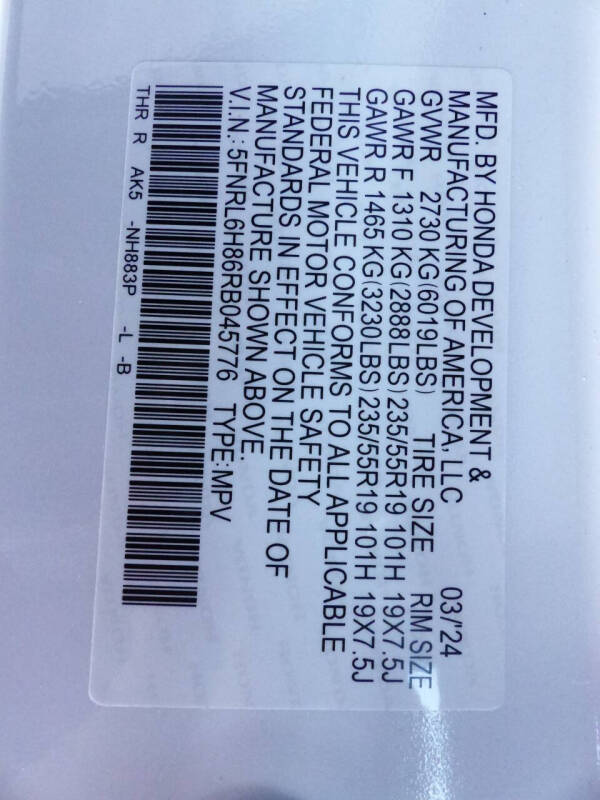 MFD. BY HONDA DEVELOPMENT &
MANUFACTURING OF AMERICA, LLC 03/'24
GVWR 2730 KG(6019LBS) TIRE SIZE RIM SIZE
GAWR F 1310 KG(2888LBS) 235/55R19 101H 19X7.5J
GAWR R 1465 KG(3230LBS) 235/55R19 101H 19X7.5J
THIS VEHICLE CONFORMS TO ALL APPLICABLE
FEDERAL MOTOR VEHICLE SAFETY
STANDARDS IN EFFECT ON THE DATE OF
MANUFACTURE SHOWN ABOVE.
V.I.N.: 5FNRL6H86RB045776 TYPE:MPV
THR R AK5 -NH883P -L -B